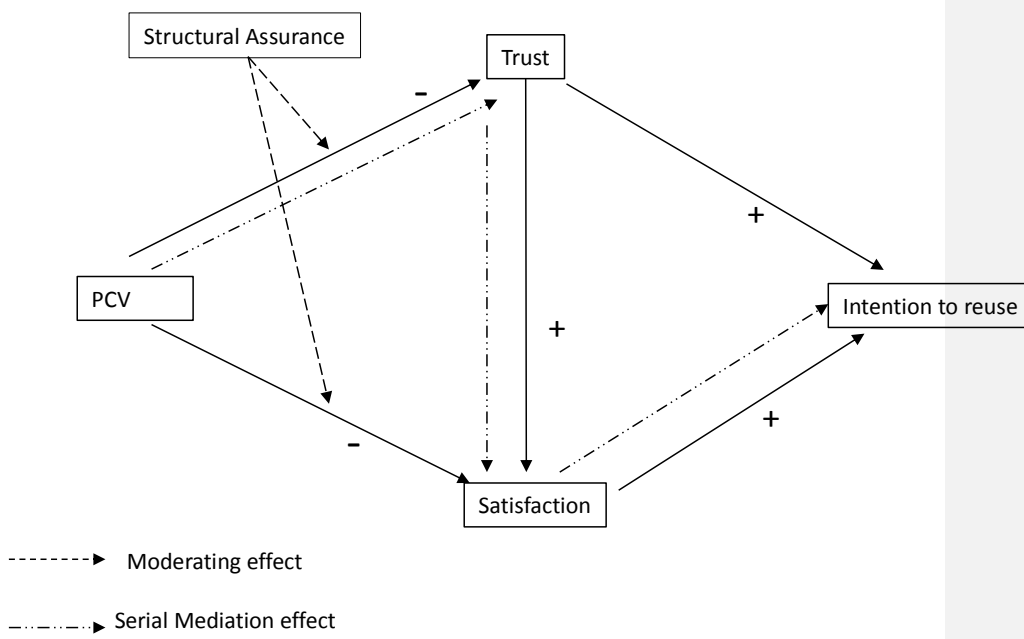 Structural Assurance
Trust
-
+
PCV
Intention to reuse
+
+
-
Satisfaction
Moderating effect
Serial Mediation effect